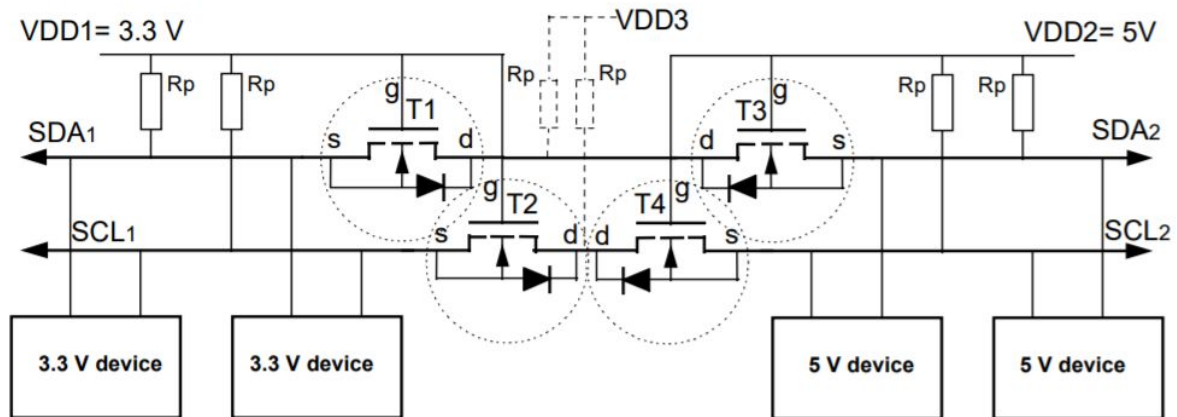 VDD1= 3.3 V
VDD3
VDD2= 5V
Rp
Rp
Rp
Rp
Rp
Rp
g
T1
T3
g
SDA1
s
d
d
s
SDA2
g
T2
T4
g
SCL1
s
d
d
s
SCL2
3.3 V device
3.3 V device
5 V device
5 V device